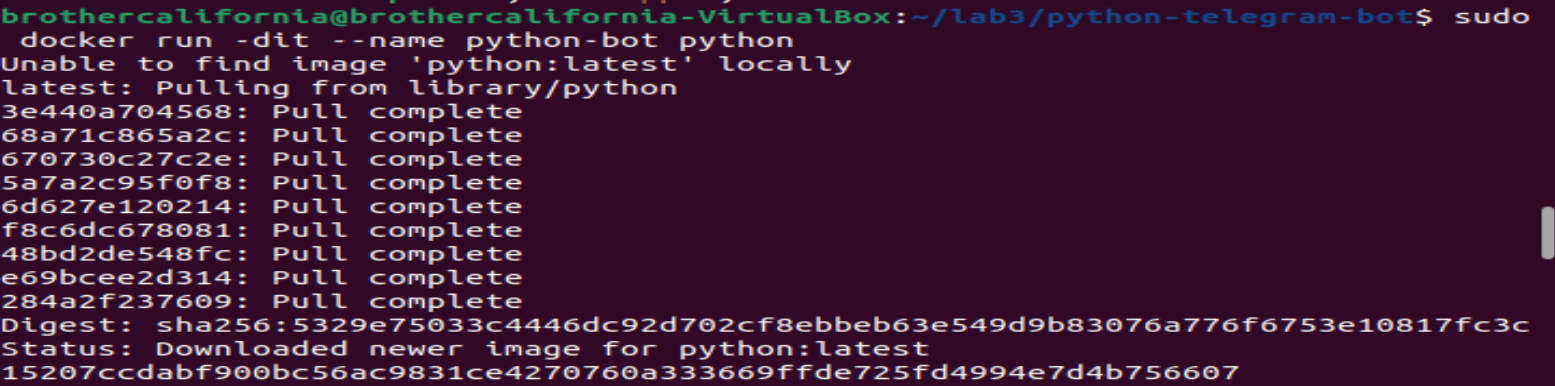 brothercalifornia@brothercalifornia-VirtualBox:~/lab3/python-telegram-bot$ sudo
 docker run -dit --name python-bot python
Unable to find image 'python:latest' locally
latest: Pulling from library/python
3e440a704568: Pull complete
68a71c865a2c: Pull complete
670730c27c2e: Pull complete
5a7a2c95f0f8: Pull complete
6d627e120214: Pull complete
f8c6dc678081: Pull complete
48bd2de548fc: Pull complete
e69bcee2d314: Pull complete
284a2f237609: Pull complete
Digest: sha256:5329e75033c4446dc92d702cf8ebbeb63e549d9b83076a776f6753e10817fc3c
Status: Downloaded newer image for python:latest
15207ccdabf900bc56ac9831ce4270760a333669ffde725fd4994e7d4b756607